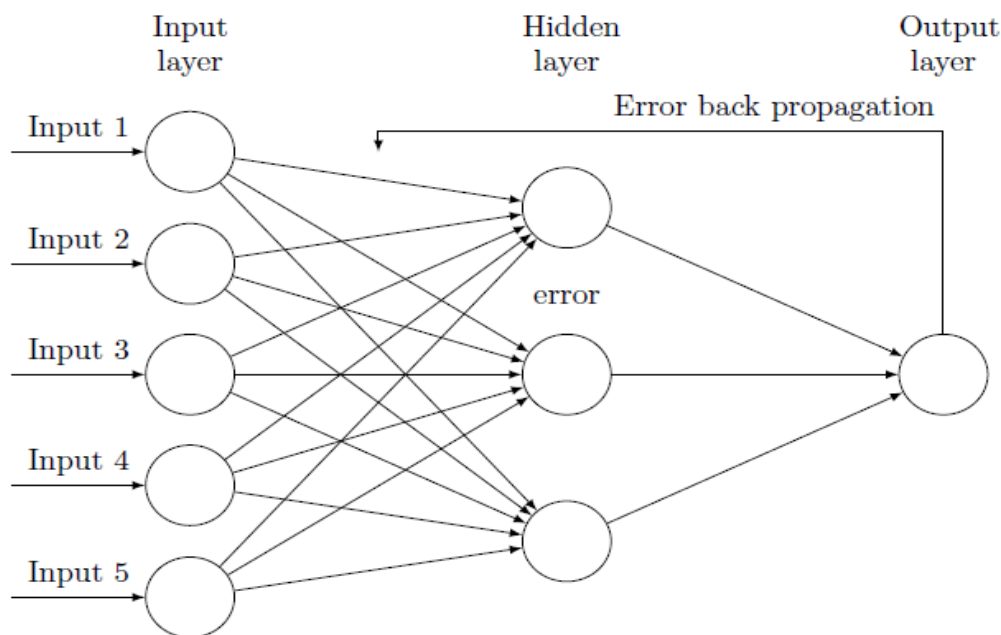 Input
layer
Hidden
layer
Output
layer
Error back propagation
Input 1
Input 2
error
Input 3
Input 4
Input 5